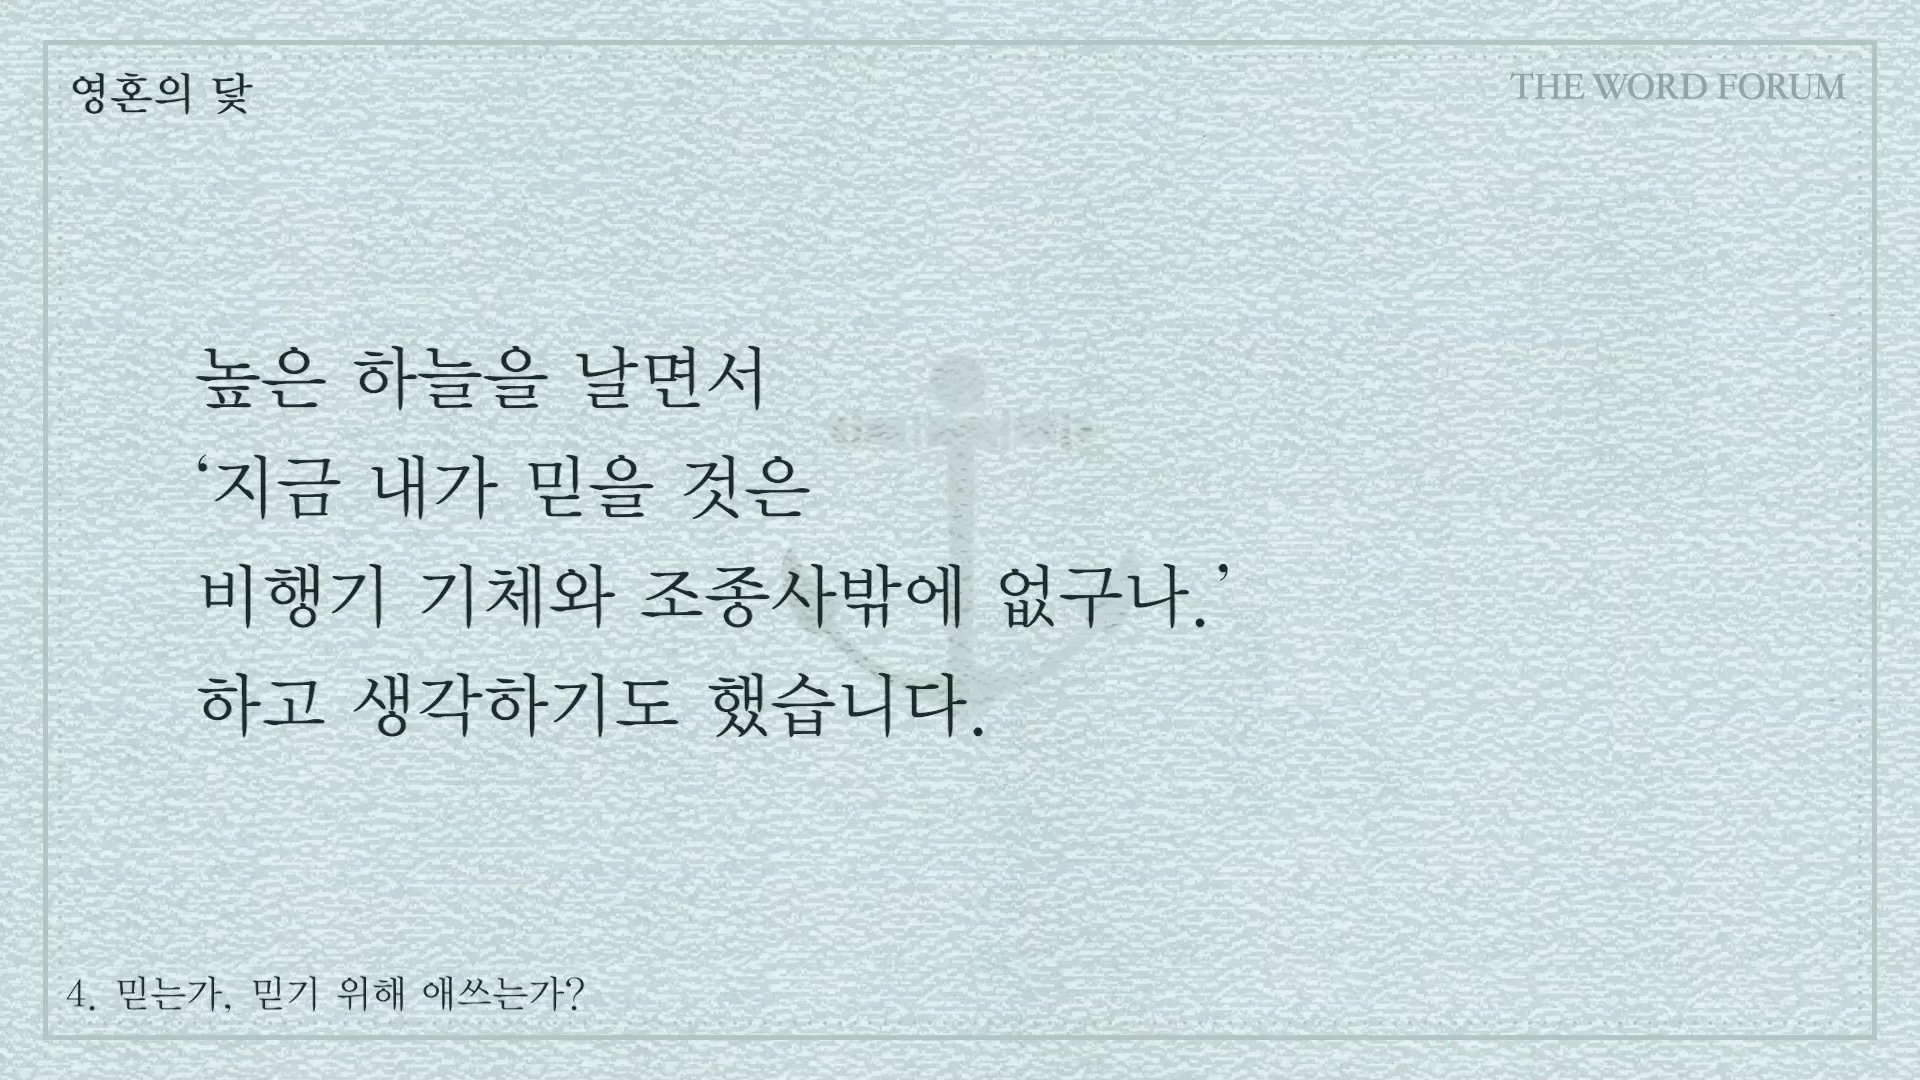 영혼의 닻
THE WORD FORUM
높은 하늘을 날면서
‘지금 내가 믿을 것은
비행기 기체와 조종사밖에 없구나.’
하고 생각하기도 했습니다.
4. 믿는가, 믿기 위해 애쓰는가?